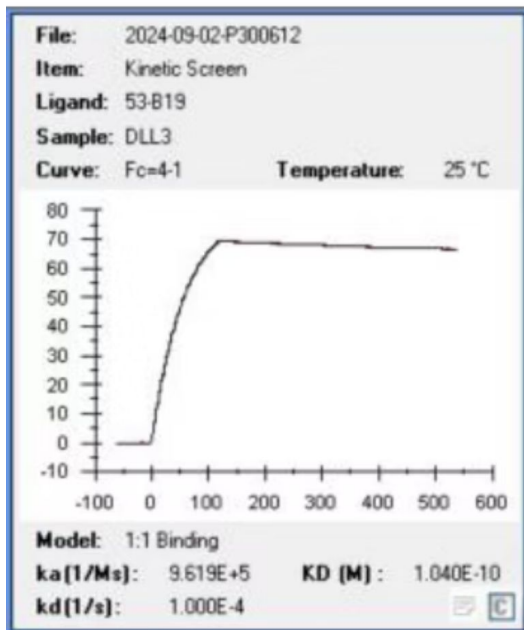 File: 2024-09-02-P300612
Item: Kinetic Screen
Ligand: 53-B19
Sample: DLL3
Curve: Fc=4-1 Temperature: 25 °C
80
70
60
50
40
30
20
10
0
-10
-100 0 100 200 300 400 500 600
Model: 1:1 Binding
ka(1/Ms): 9.619E+5 KD (M) : 1.040E-10
kd(1/s): 1.000E-4 C